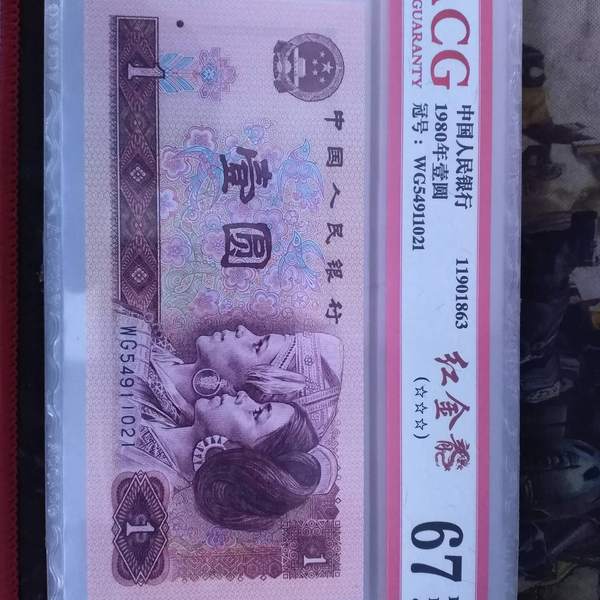 1
中国人民银行
壹圆
WG54911021
1
1
ACG
GUARANTY
中国人民银行
1980年壹圆
冠号：WG54911021
11901863
红金龙
(☆☆☆)
67